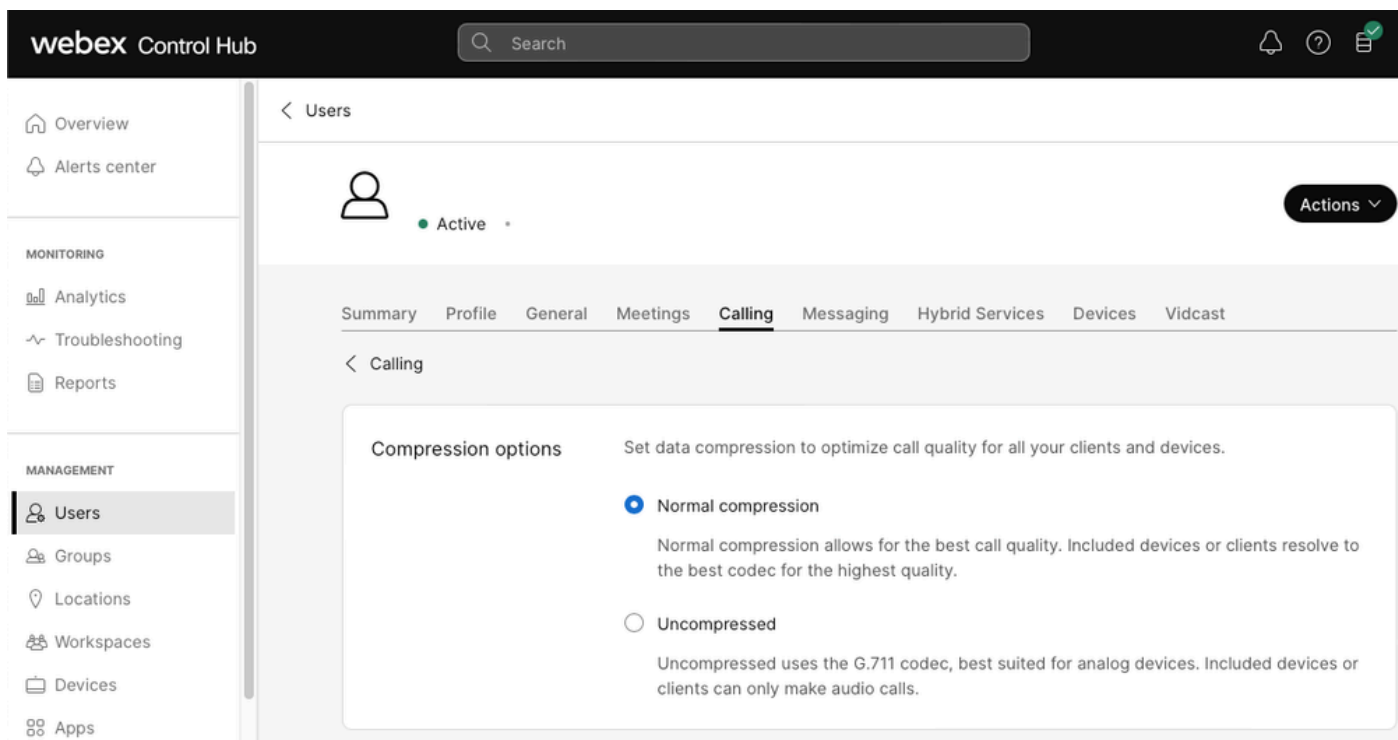 webex Control Hub
Search
Overview
Alerts center
MONITORING
Analytics
Troubleshooting
Reports
MANAGEMENT
Users
Groups
Locations
Workspaces
Devices
Apps
Users
Active
Actions
Summary Profile General Meetings Calling Messaging Hybrid Services Devices Vidcast
Calling
Compression options
Set data compression to optimize call quality for all your clients and devices.
Normal compression
Normal compression allows for the best call quality. Included devices or clients resolve to
the best codec for the highest quality.
Uncompressed
Uncompressed uses the G.711 codec, best suited for analog devices. Included devices or
clients can only make audio calls.